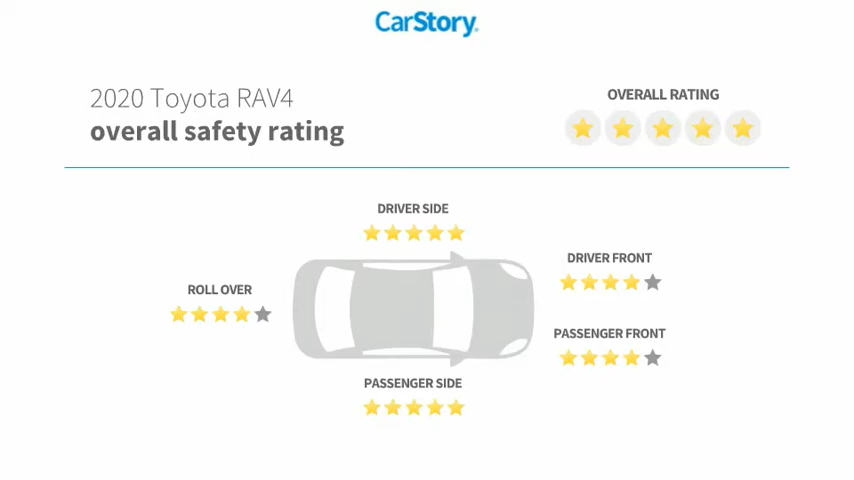 CarStory.
2020 Toyota RAV4
overall safety rating
OVERALL RATING
DRIVER SIDE
DRIVER FRONT
ROLL OVER
PASSENGER FRONT
PASSENGER SIDE